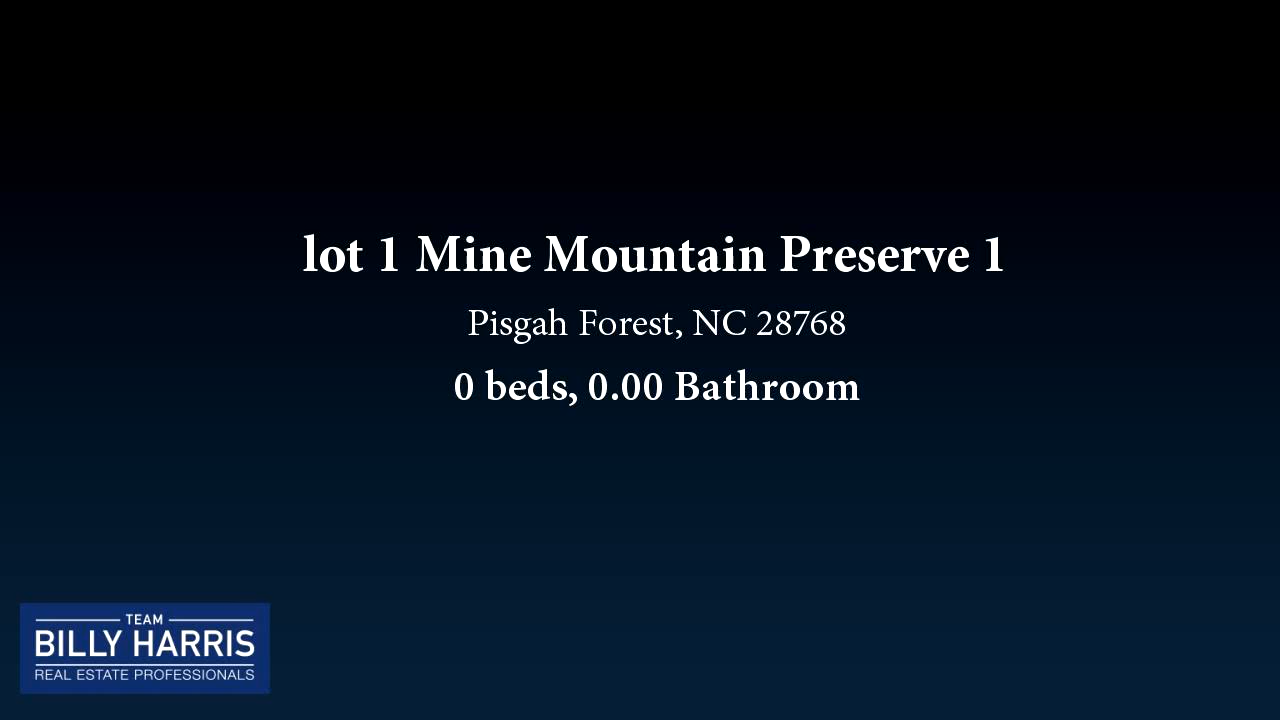 lot 1 Mine Mountain Preserve 1
Pisgah Forest, NC 28768
0 beds, 0.00 Bathroom
TEAM
BILLY HARRIS
REAL ESTATE PROFESSIONALS